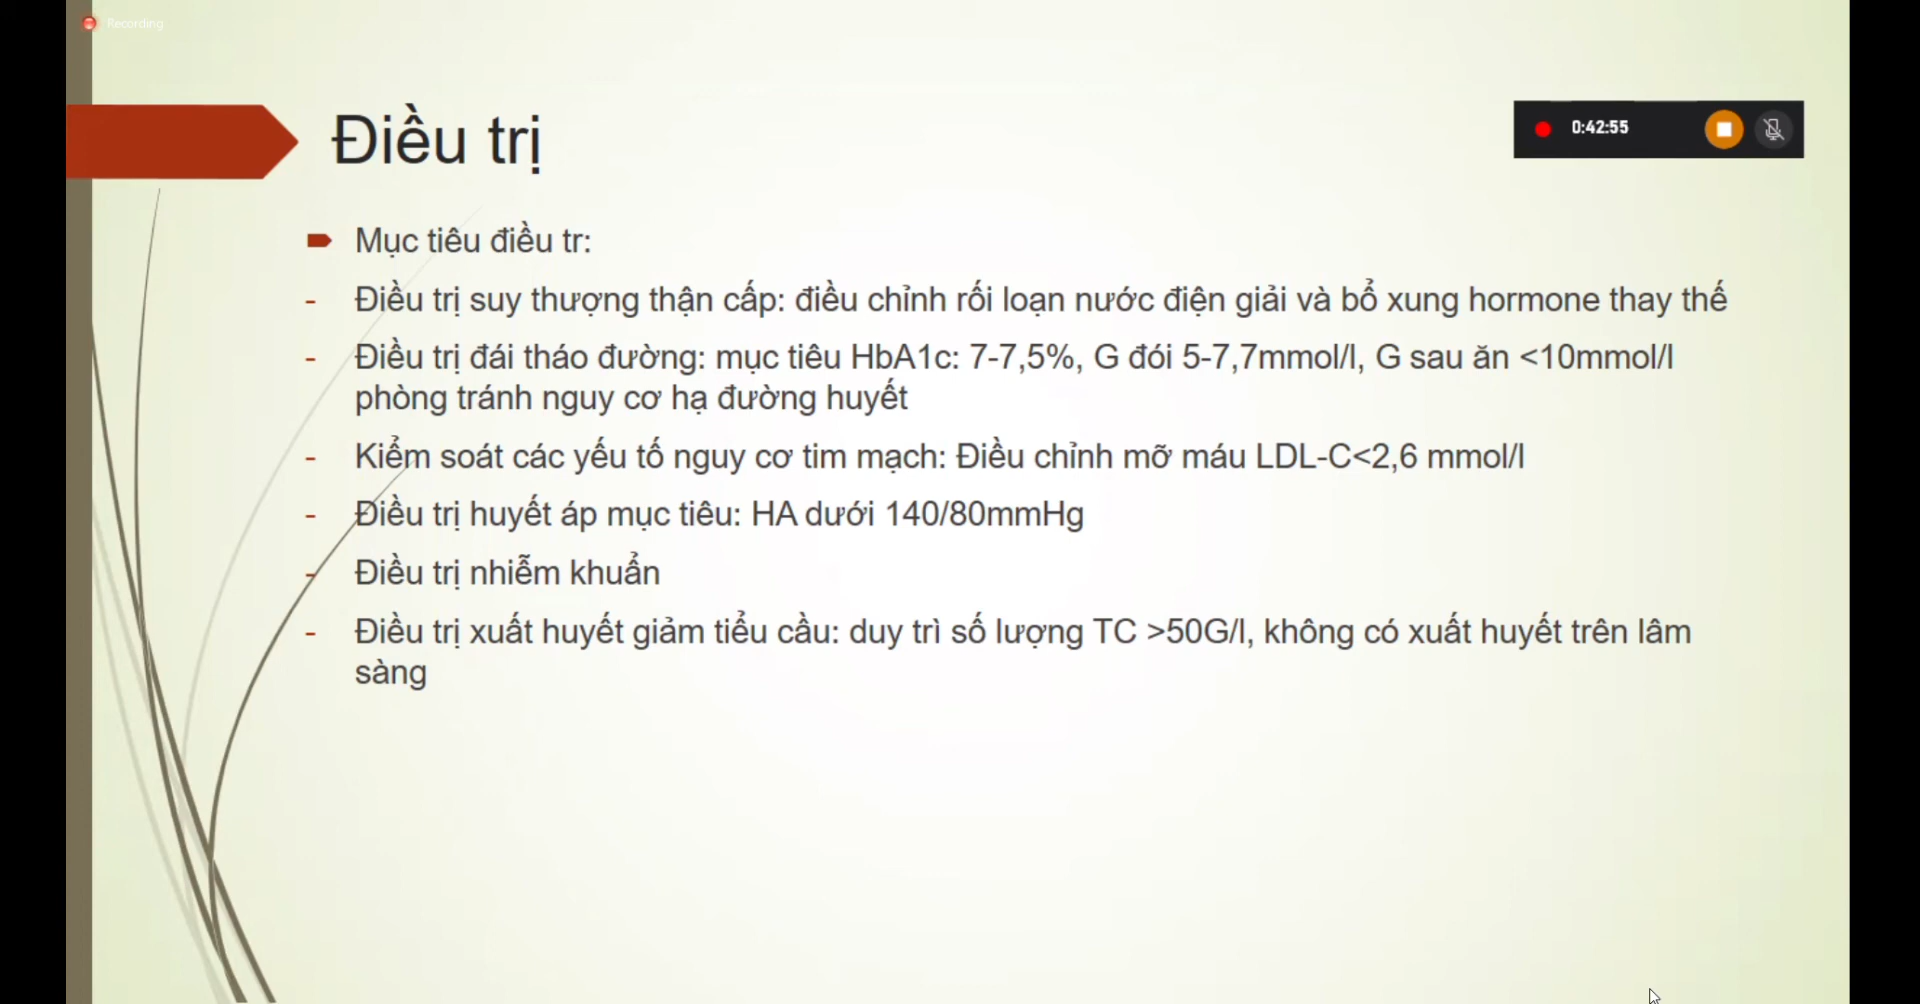 Recording
Điều trị
0:42:55
Mục tiêu điều tr:
- Điều trị suy thượng thận cấp: điều chỉnh rối loạn nước điện giải và bổ xung hormone thay thế
- Điều trị đái tháo đường: mục tiêu HbA1c: 7-7,5%, G đói 5-7,7mmol/l, G sau ăn <10mmol/l
phòng tránh nguy cơ hạ đường huyết
- Kiểm soát các yếu tố nguy cơ tim mạch: Điều chỉnh mỡ máu LDL-C<2,6 mmol/l
- Điều trị huyết áp mục tiêu: HA dưới 140/80mmHg
- Điều trị nhiễm khuẩn
- Điều trị xuất huyết giảm tiểu cầu: duy trì số lượng TC >50G/l, không có xuất huyết trên lâm
sàng